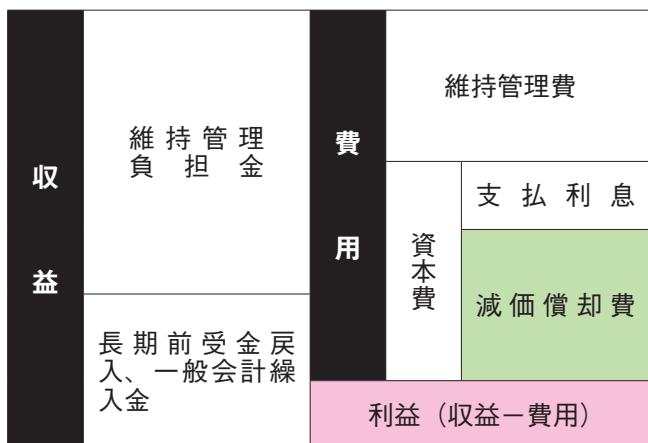 収益
維持管理
負担金
長期前受金戻
入、一般会計繰
入金
費用
維持管理費
資本費
支払利息
減価償却費
利益（収益－費用）